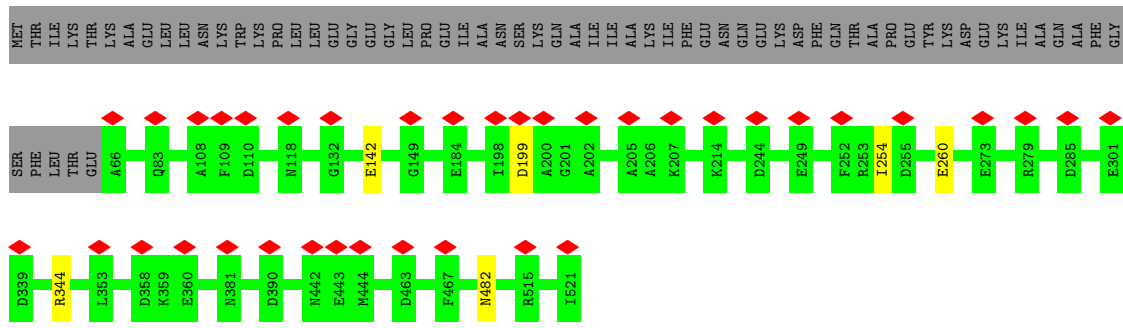 MET THR ILE LYS THR LYS ALA GLU LEU LEU ASN LYS TRP LYS PRO LEU LEU GLU GLY GLU GLY LEU PRO GLU ILE ALA ASN SER LYS GLN ALA ILE ILE ALA LYS ILE PHE GLU ASN GLN GLU LYS ASP PHE GLN THR ALA PRO GLU TYR LYS ASP GLU LYS ILE ALA GLN ALA PHE GLY
SER PHE LEU THR GLU A66 Q83 A108 F109 D110 N118 G132 E142 G149 E184 I198 D199 A200 G201 A202 A205 A206 K207 K214 D244 E249 F252 R253 I254 D255 E260 E273 R279 D285 E301
D339 R344 L353 D358 K359 E360 N381 D390 N442 E443 M444 D463 F467 N482 R515 I521